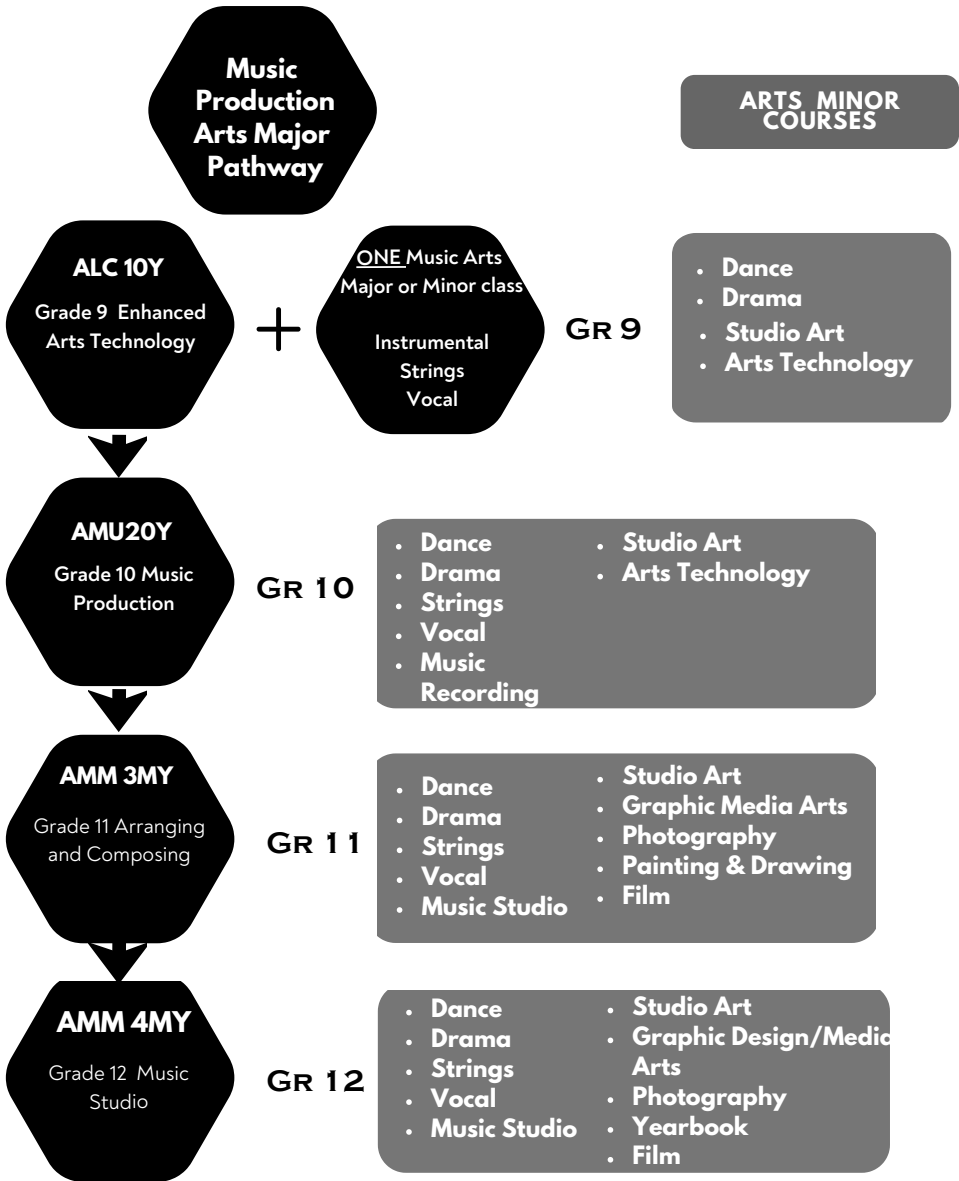 Music
Production
Arts Major
Pathway
ARTS MINOR
COURSES
ALC 10Y
Grade 9 Enhanced
Arts Technology
+
ONE Music Arts
Major or Minor class
Instrumental
Strings
Vocal
GR 9
• Dance
• Drama
• Studio Art
• Arts Technology
AMU20Y
Grade 10 Music
Production
GR 10
• Dance
• Drama
• Strings
• Vocal
• Music
Recording
• Studio Art
• Arts Technology
AMM 3MY
Grade 11 Arranging
and Composing
GR 11
• Dance
• Drama
• Strings
• Vocal
• Music Studio
• Studio Art
• Graphic Media Arts
• Photography
• Painting & Drawing
• Film
AMM 4MY
Grade 12 Music
Studio
GR 12
• Dance
• Drama
• Strings
• Vocal
• Music Studio
• Studio Art
• Graphic Design/Media
Arts
• Photography
• Yearbook
• Film